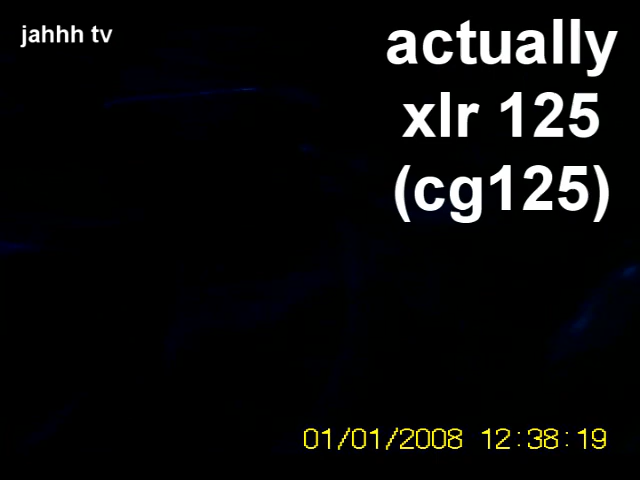 jahhh tv
actually
xlr 125
(cg125)
01/01/2008 12:38:19